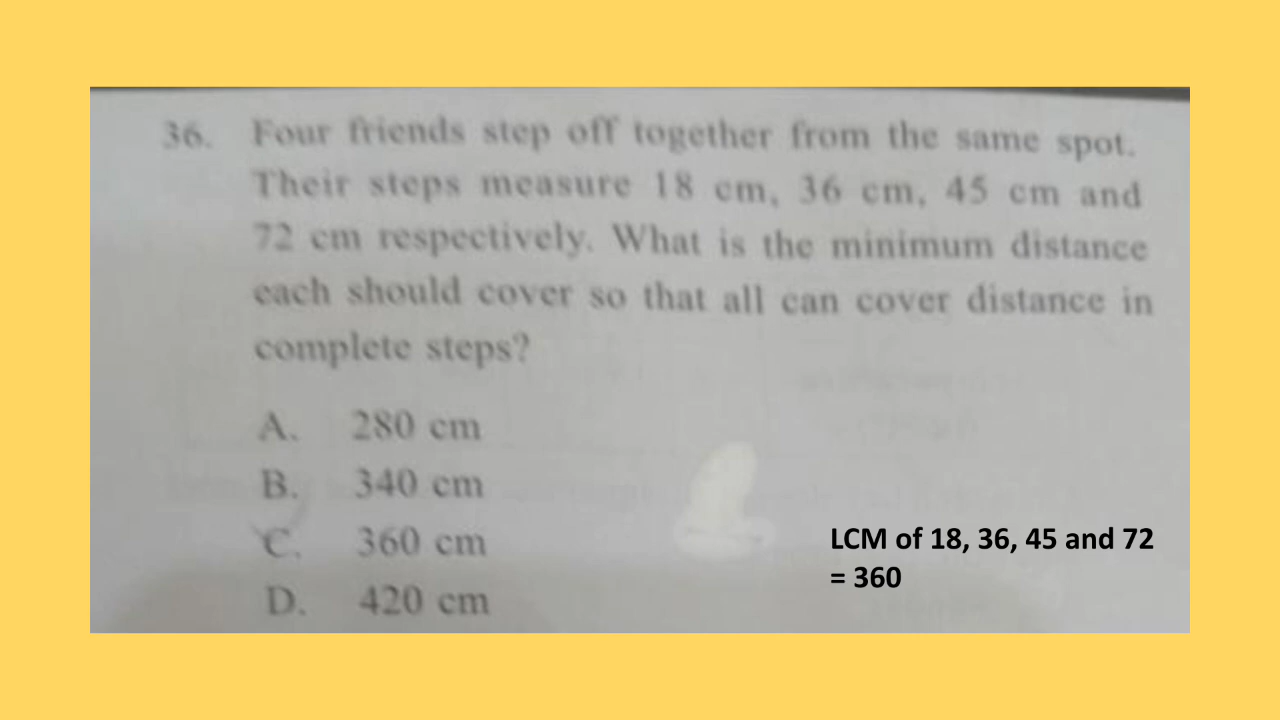 36. Four friends step off together from the same spot.
Their steps measure 18 cm, 36 cm, 45 cm and
72 cm respectively. What is the minimum distance
each should cover so that all can cover distance in
complete steps?
A. 280 cm
B. 340 cm
C. 360 cm
D. 420 cm
LCM of 18, 36, 45 and 72
= 360